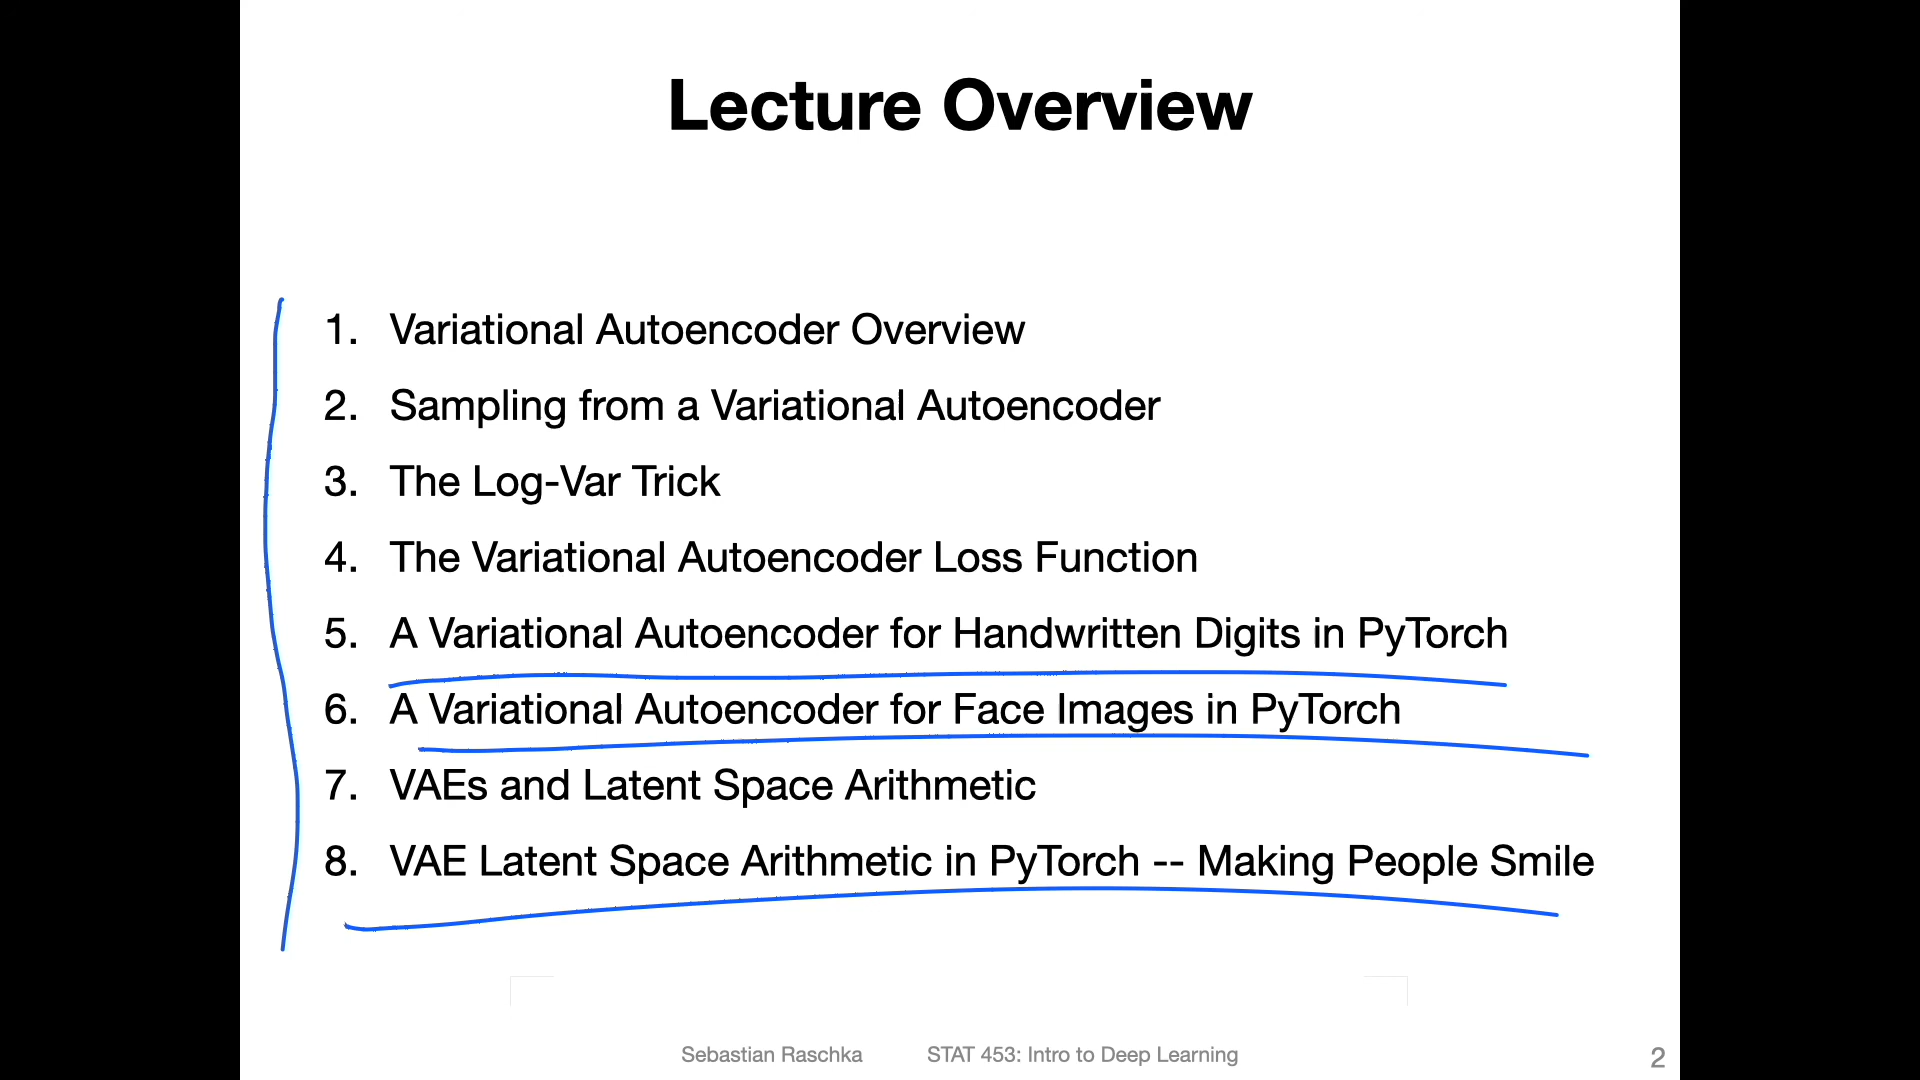 Lecture Overview
1. Variational Autoencoder Overview
2. Sampling from a Variational Autoencoder
3. The Log-Var Trick
4. The Variational Autoencoder Loss Function
5. A Variational Autoencoder for Handwritten Digits in PyTorch
6. A Variational Autoencoder for Face Images in PyTorch
7. VAEs and Latent Space Arithmetic
8. VAE Latent Space Arithmetic in PyTorch -- Making People Smile
Sebastian Raschka STAT 453: Intro to Deep Learning 2